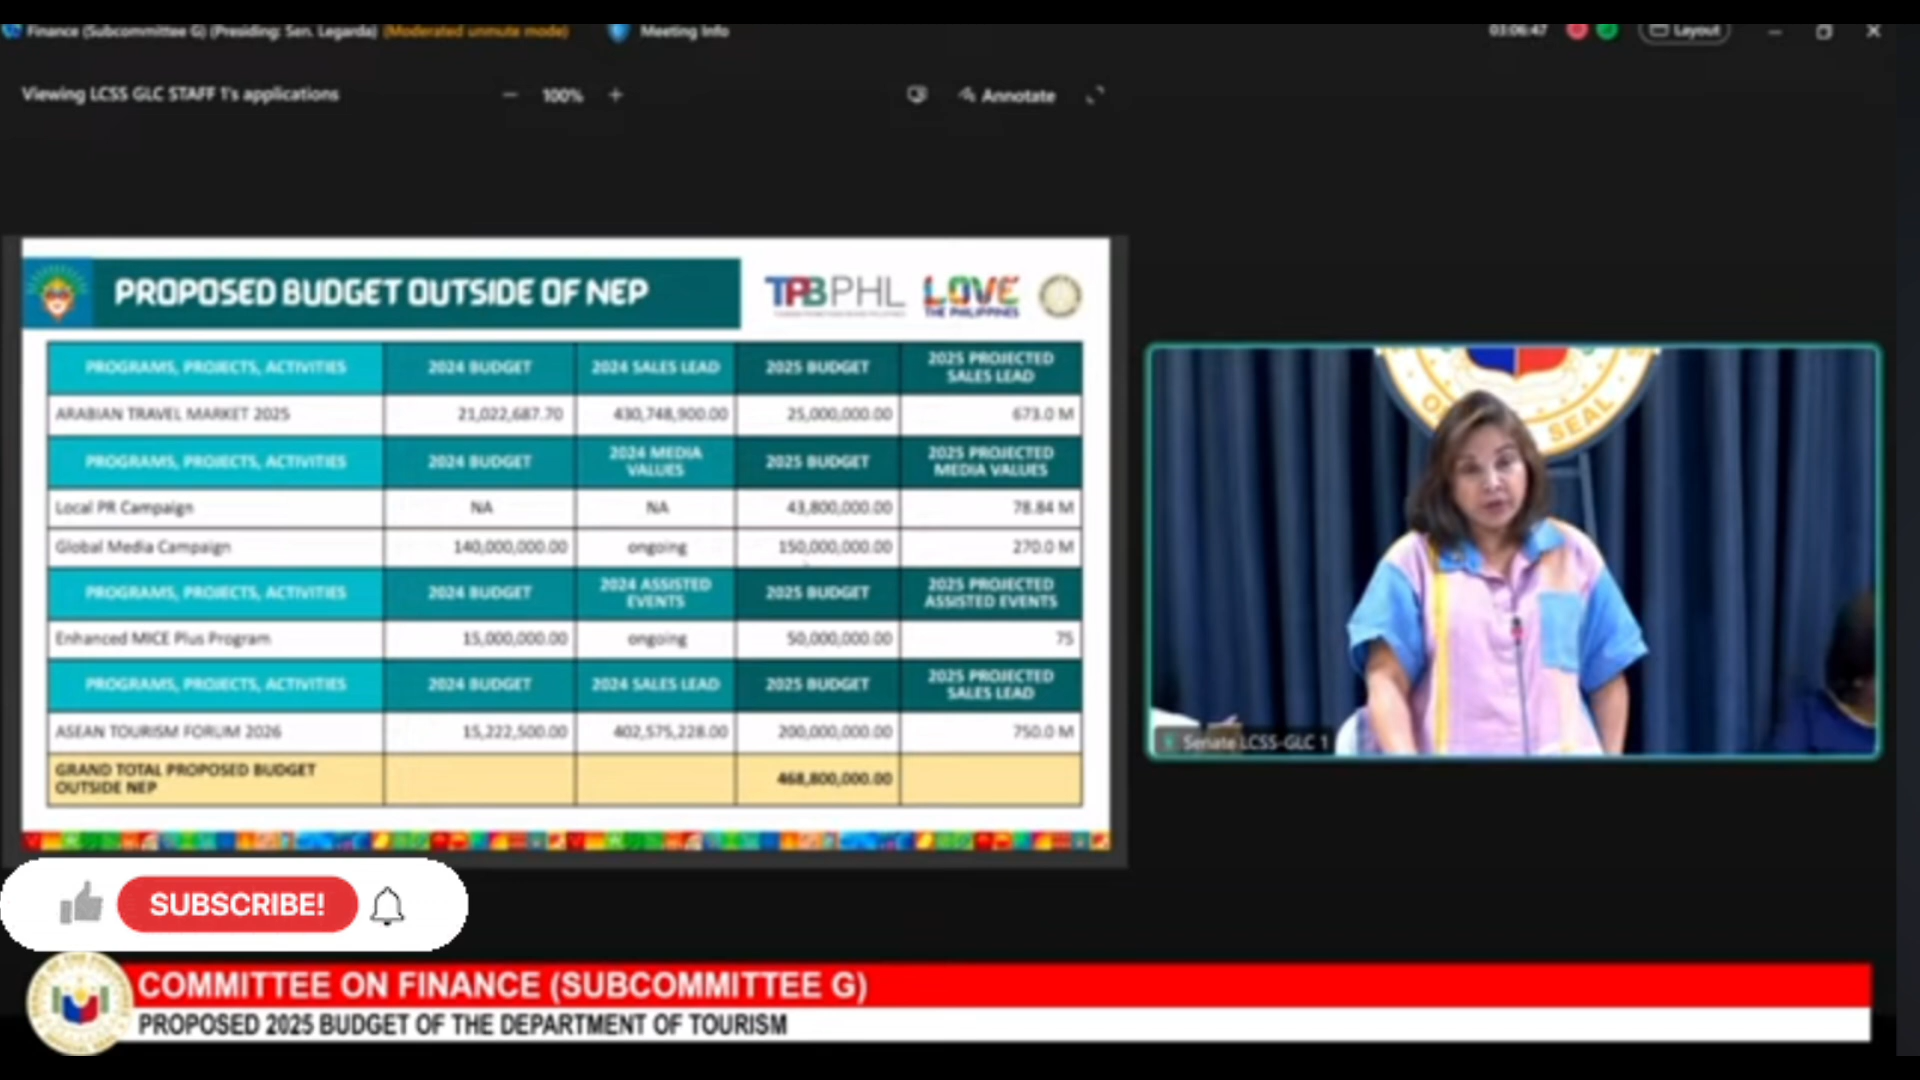 Finance (Subcommittee G) (Presiding: Sen. Legarda) (Moderated unmute mode) Meeting Info 03:06:47 Layout
Viewing LCSS GLC STAFF 1's applications 100% Annotate
PROPOSED BUDGET OUTSIDE OF NEP
TPBPHL
LOVE
THE PHILIPPINES
PROGRAMS, PROJECTS, ACTIVITIES 2024 BUDGET 2024 SALES LEAD 2025 BUDGET 2025 PROJECTED SALES LEAD
ARABIAN TRAVEL MARKET 2025 21,022,687.70 430,748,900.00 25,000,000.00 673.0 M
PROGRAMS, PROJECTS, ACTIVITIES 2024 BUDGET 2024 MEDIA VALUES 2025 BUDGET 2025 PROJECTED MEDIA VALUES
Local PR Campaign NA NA 43,800,000.00 78.84 M
Global Media Campaign 140,000,000.00 ongoing 150,000,000.00 270.0 M
PROGRAMS, PROJECTS, ACTIVITIES 2024 BUDGET 2024 ASSISTED EVENTS 2025 BUDGET 2025 PROJECTED ASSISTED EVENTS
Enhanced MICE Plus Program 15,000,000.00 ongoing 50,000,000.00 75
PROGRAMS, PROJECTS, ACTIVITIES 2024 BUDGET 2024 SALES LEAD 2025 BUDGET 2025 PROJECTED SALES LEAD
ASEAN TOURISM FORUM 2026 15,222,500.00 402,575,228.00 200,000,000.00 750.0 M
GRAND TOTAL PROPOSED BUDGET OUTSIDE NEP 468,800,000.00
SEAL
Senate LCSS-GLC 1
SUBSCRIBE!
COMMITTEE ON FINANCE (SUBCOMMITTEE G)
PROPOSED 2025 BUDGET OF THE DEPARTMENT OF TOURISM